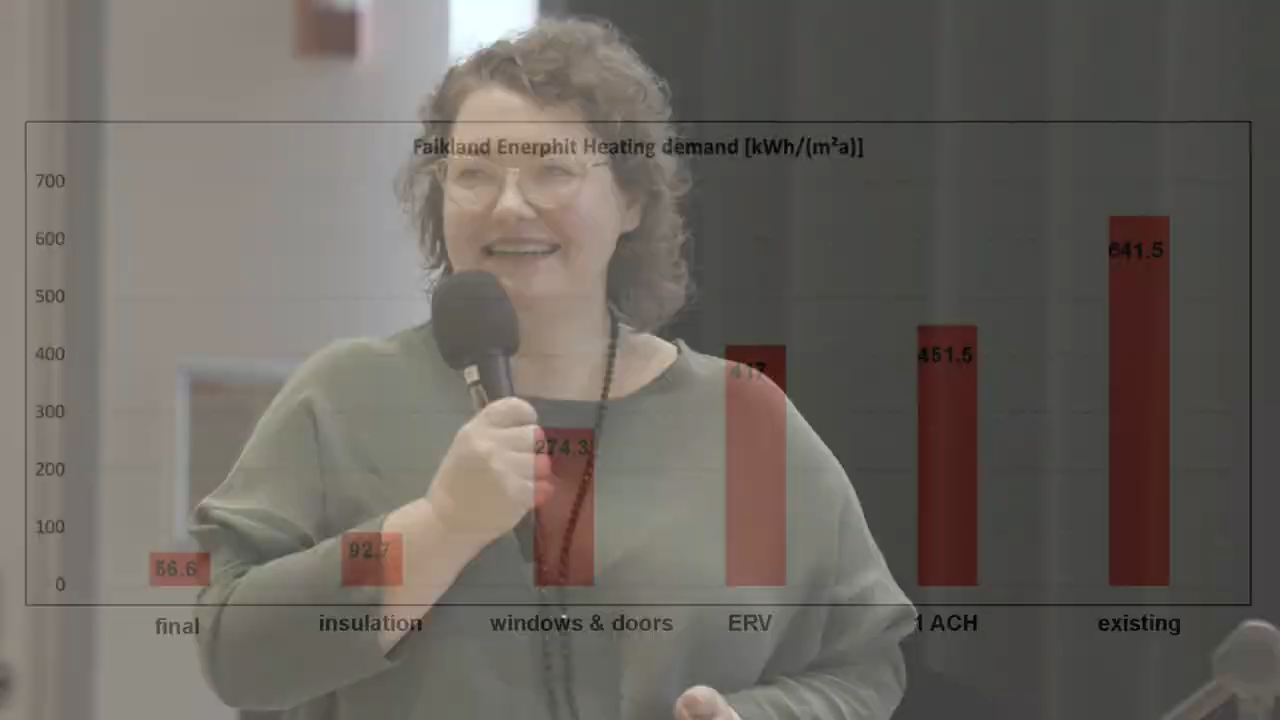 Falkland Enerphit Heating demand [kWh/(m²a)]
700
600
500
400
300
200
100
0
56.6
92.7
274.3
417
451.5
641.5
final
insulation
windows & doors
ERV
1 ACH
existing